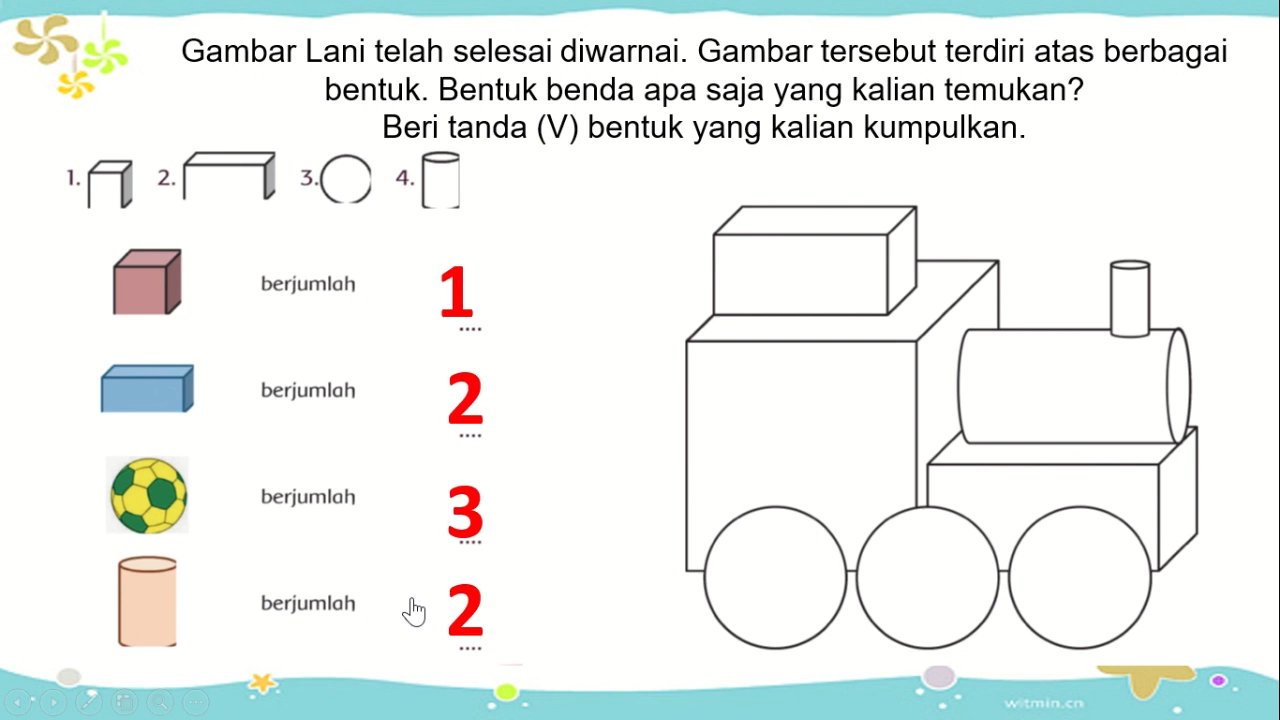 Gambar Lani telah selesai diwarnai. Gambar tersebut terdiri atas berbagai
bentuk. Bentuk benda apa saja yang kalian temukan?
Beri tanda (V) bentuk yang kalian kumpulkan.
1. 2. 3. 4.
berjumlah 1
....
berjumlah 2
....
berjumlah 3
....
berjumlah 2
....
witmin.cn